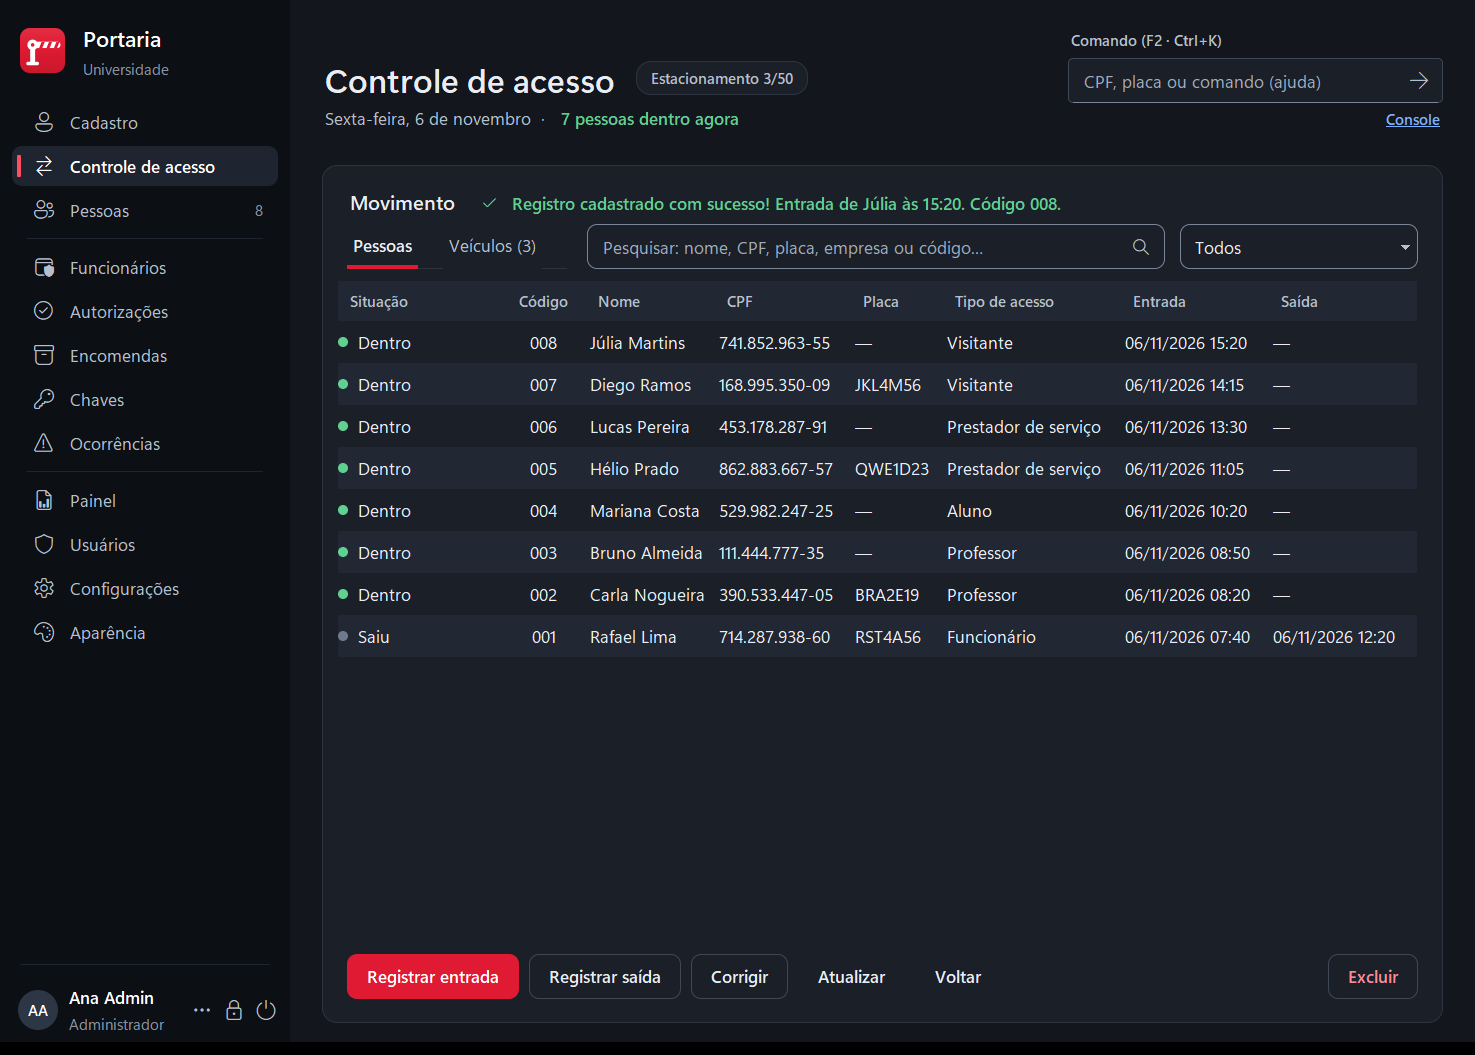 Portaria
Universidade
Cadastro
Controle de acesso
Pessoas 8
Funcionários
Autorizações
Encomendas
Chaves
Ocorrências
Painel
Usuários
Configurações
Aparência
AA
Ana Admin
Administrador
Controle de acesso
Estacionamento 3/50
Sexta-feira, 6 de novembro · 7 pessoas dentro agora
Comando (F2 · Ctrl+K)
CPF, placa ou comando (ajuda)
Console
Movimento
Registro cadastrado com sucesso! Entrada de Júlia às 15:20. Código 008.
Pessoas Veículos (3) Pesquisar: nome, CPF, placa, empresa ou código... Todos
Situação Código Nome CPF Placa Tipo de acesso Entrada Saída
Dentro 008 Júlia Martins 741.852.963-55 — Visitante 06/11/2026 15:20 —
Dentro 007 Diego Ramos 168.995.350-09 JKL4M56 Visitante 06/11/2026 14:15 —
Dentro 006 Lucas Pereira 453.178.287-91 — Prestador de serviço 06/11/2026 13:30 —
Dentro 005 Hélio Prado 862.883.667-57 QWE1D23 Prestador de serviço 06/11/2026 11:05 —
Dentro 004 Mariana Costa 529.982.247-25 — Aluno 06/11/2026 10:20 —
Dentro 003 Bruno Almeida 111.444.777-35 — Professor 06/11/2026 08:50 —
Dentro 002 Carla Nogueira 390.533.447-05 BRA2E19 Professor 06/11/2026 08:20 —
Saiu 001 Rafael Lima 714.287.938-60 RST4A56 Funcionário 06/11/2026 07:40 06/11/2026 12:20
Registrar entrada Registrar saída Corrigir Atualizar Voltar Excluir